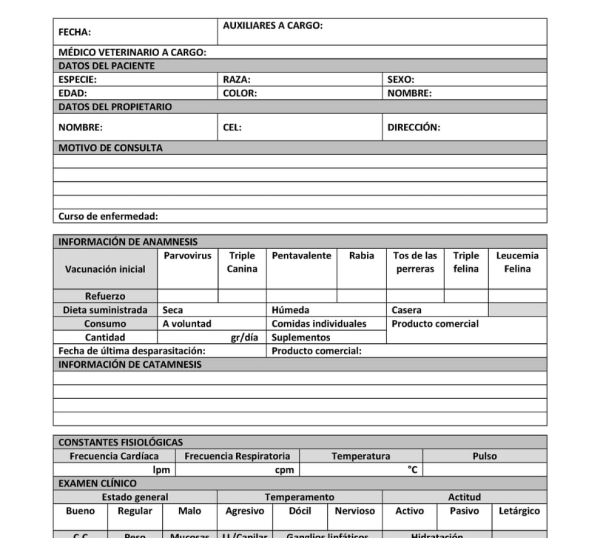 FECHA: AUXILIARES A CARGO:
MÉDICO VETERINARIO A CARGO:
DATOS DEL PACIENTE
ESPECIE: RAZA: SEXO:
EDAD: COLOR: NOMBRE:
DATOS DEL PROPIETARIO
NOMBRE: CEL: DIRECCIÓN:
MOTIVO DE CONSULTA
Curso de enfermedad:
INFORMACIÓN DE ANAMNESIS
Vacunación inicial Parvovirus Triple Canina Pentavalente Rabia Tos de las perreras Triple felina Leucemia Felina
Refuerzo
Dieta suministrada Seca Húmeda Casera
Consumo A voluntad Comidas individuales Producto comercial
Cantidad gr/día Suplementos
Fecha de última desparasitación: Producto comercial:
INFORMACIÓN DE CATAMNESIS
CONSTANTES FISIOLÓGICAS
Frecuencia Cardíaca Frecuencia Respiratoria Temperatura Pulso
lpm cpm °C
EXAMEN CLÍNICO
Estado general Temperamento Actitud
Bueno Regular Malo Agresivo Dócil Nervioso Activo Pasivo Letárgico
C.C. Peso Mucosas LL/Capilar Ganglios linfáticos Hidratación